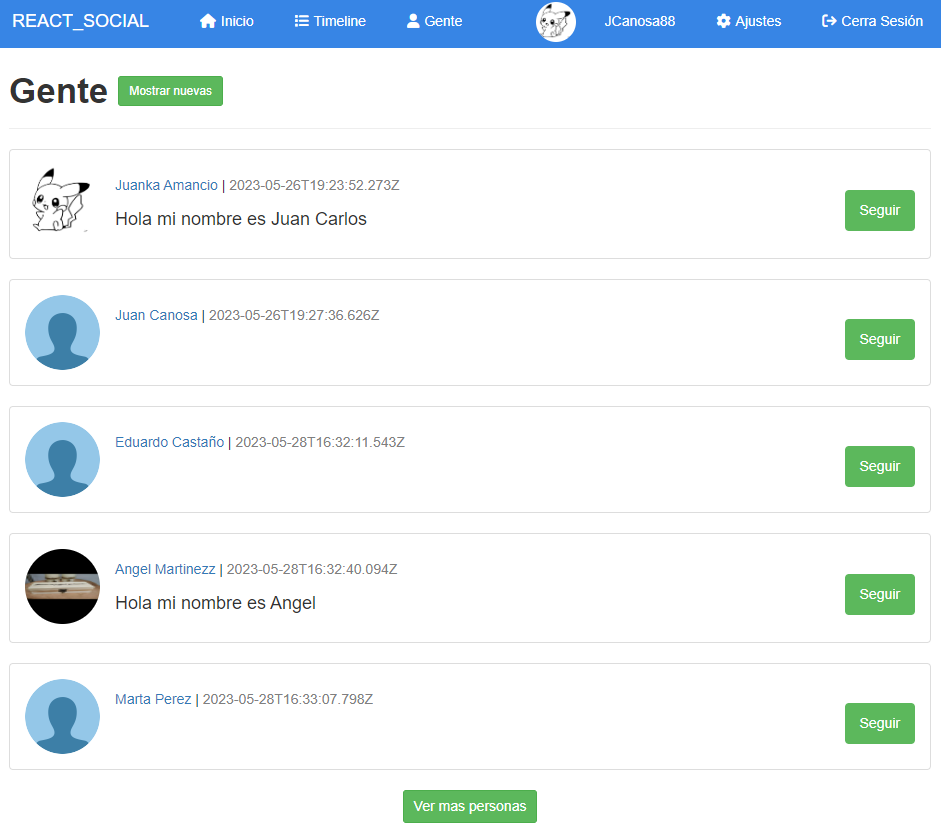 REACT_SOCIAL Inicio Timeline Gente JCanosa88 Ajustes Cerra Sesión
Gente Mostrar nuevas
Juanka Amancio | 2023-05-26T19:23:52.273Z
Hola mi nombre es Juan Carlos
Seguir
Juan Canosa | 2023-05-26T19:27:36.626Z
Seguir
Eduardo Castaño | 2023-05-28T16:32:11.543Z
Seguir
Angel Martinezz | 2023-05-28T16:32:40.094Z
Hola mi nombre es Angel
Seguir
Marta Perez | 2023-05-28T16:33:07.798Z
Seguir
Ver mas personas